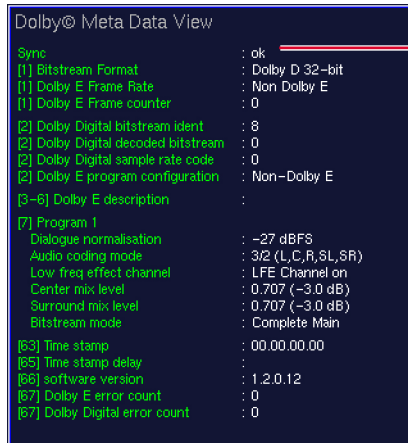 Dolby© Meta Data View
Sync : ok
[1] Bitstream Format : Dolby D 32-bit
[1] Dolby E Frame Rate : Non Dolby E
[1] Dolby E Frame counter : 0
[2] Dolby Digital bitstream ident : 8
[2] Dolby Digital decoded bitstream : 0
[2] Dolby Digital sample rate code : 0
[2] Dolby E program configuration : Non-Dolby E
[3-6] Dolby E description :
[7] Program 1
Dialogue normalisation : -27 dBFS
Audio coding mode : 3/2 (L,C,R,SL,SR)
Low freq effect channel : LFE Channel on
Center mix level : 0.707 (-3.0 dB)
Surround mix level : 0.707 (-3.0 dB)
Bitstream mode : Complete Main
[63] Time stamp : 00.00.00.00
[65] Time stamp delay :
[66] software version : 1.2.0.12
[67] Dolby E error count : 0
[67] Dolby Digital error count : 0